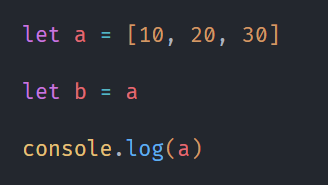 let a = [10, 20, 30]
let b = a
console.log(a)